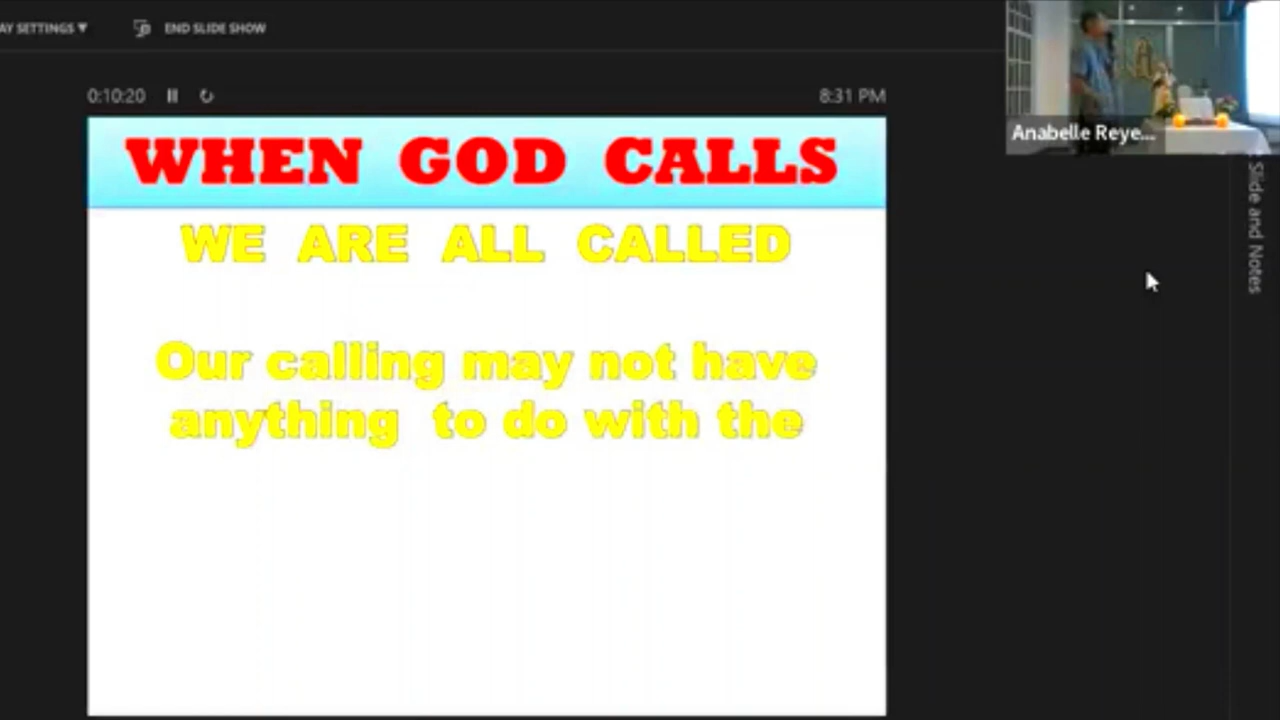 AY SETTINGS ▼ END SLIDE SHOW
0:10:20 8:31 PM
WHEN GOD CALLS
WE ARE ALL CALLED
Our calling may not have
anything to do with the
Anabelle Reye...
Slide and Notes